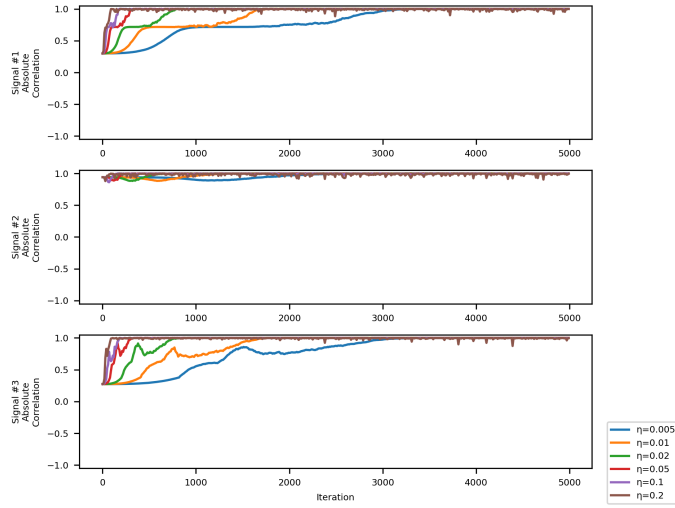 Signal #1
Absolute
Correlation
1.0
0.5
0.0
−0.5
−1.0
0 1000 2000 3000 4000 5000
Signal #2
Absolute
Correlation
1.0
0.5
0.0
−0.5
−1.0
0 1000 2000 3000 4000 5000
Signal #3
Absolute
Correlation
1.0
0.5
0.0
−0.5
−1.0
0 1000 2000 3000 4000 5000
Iteration
η=0.005
η=0.01
η=0.02
η=0.05
η=0.1
η=0.2